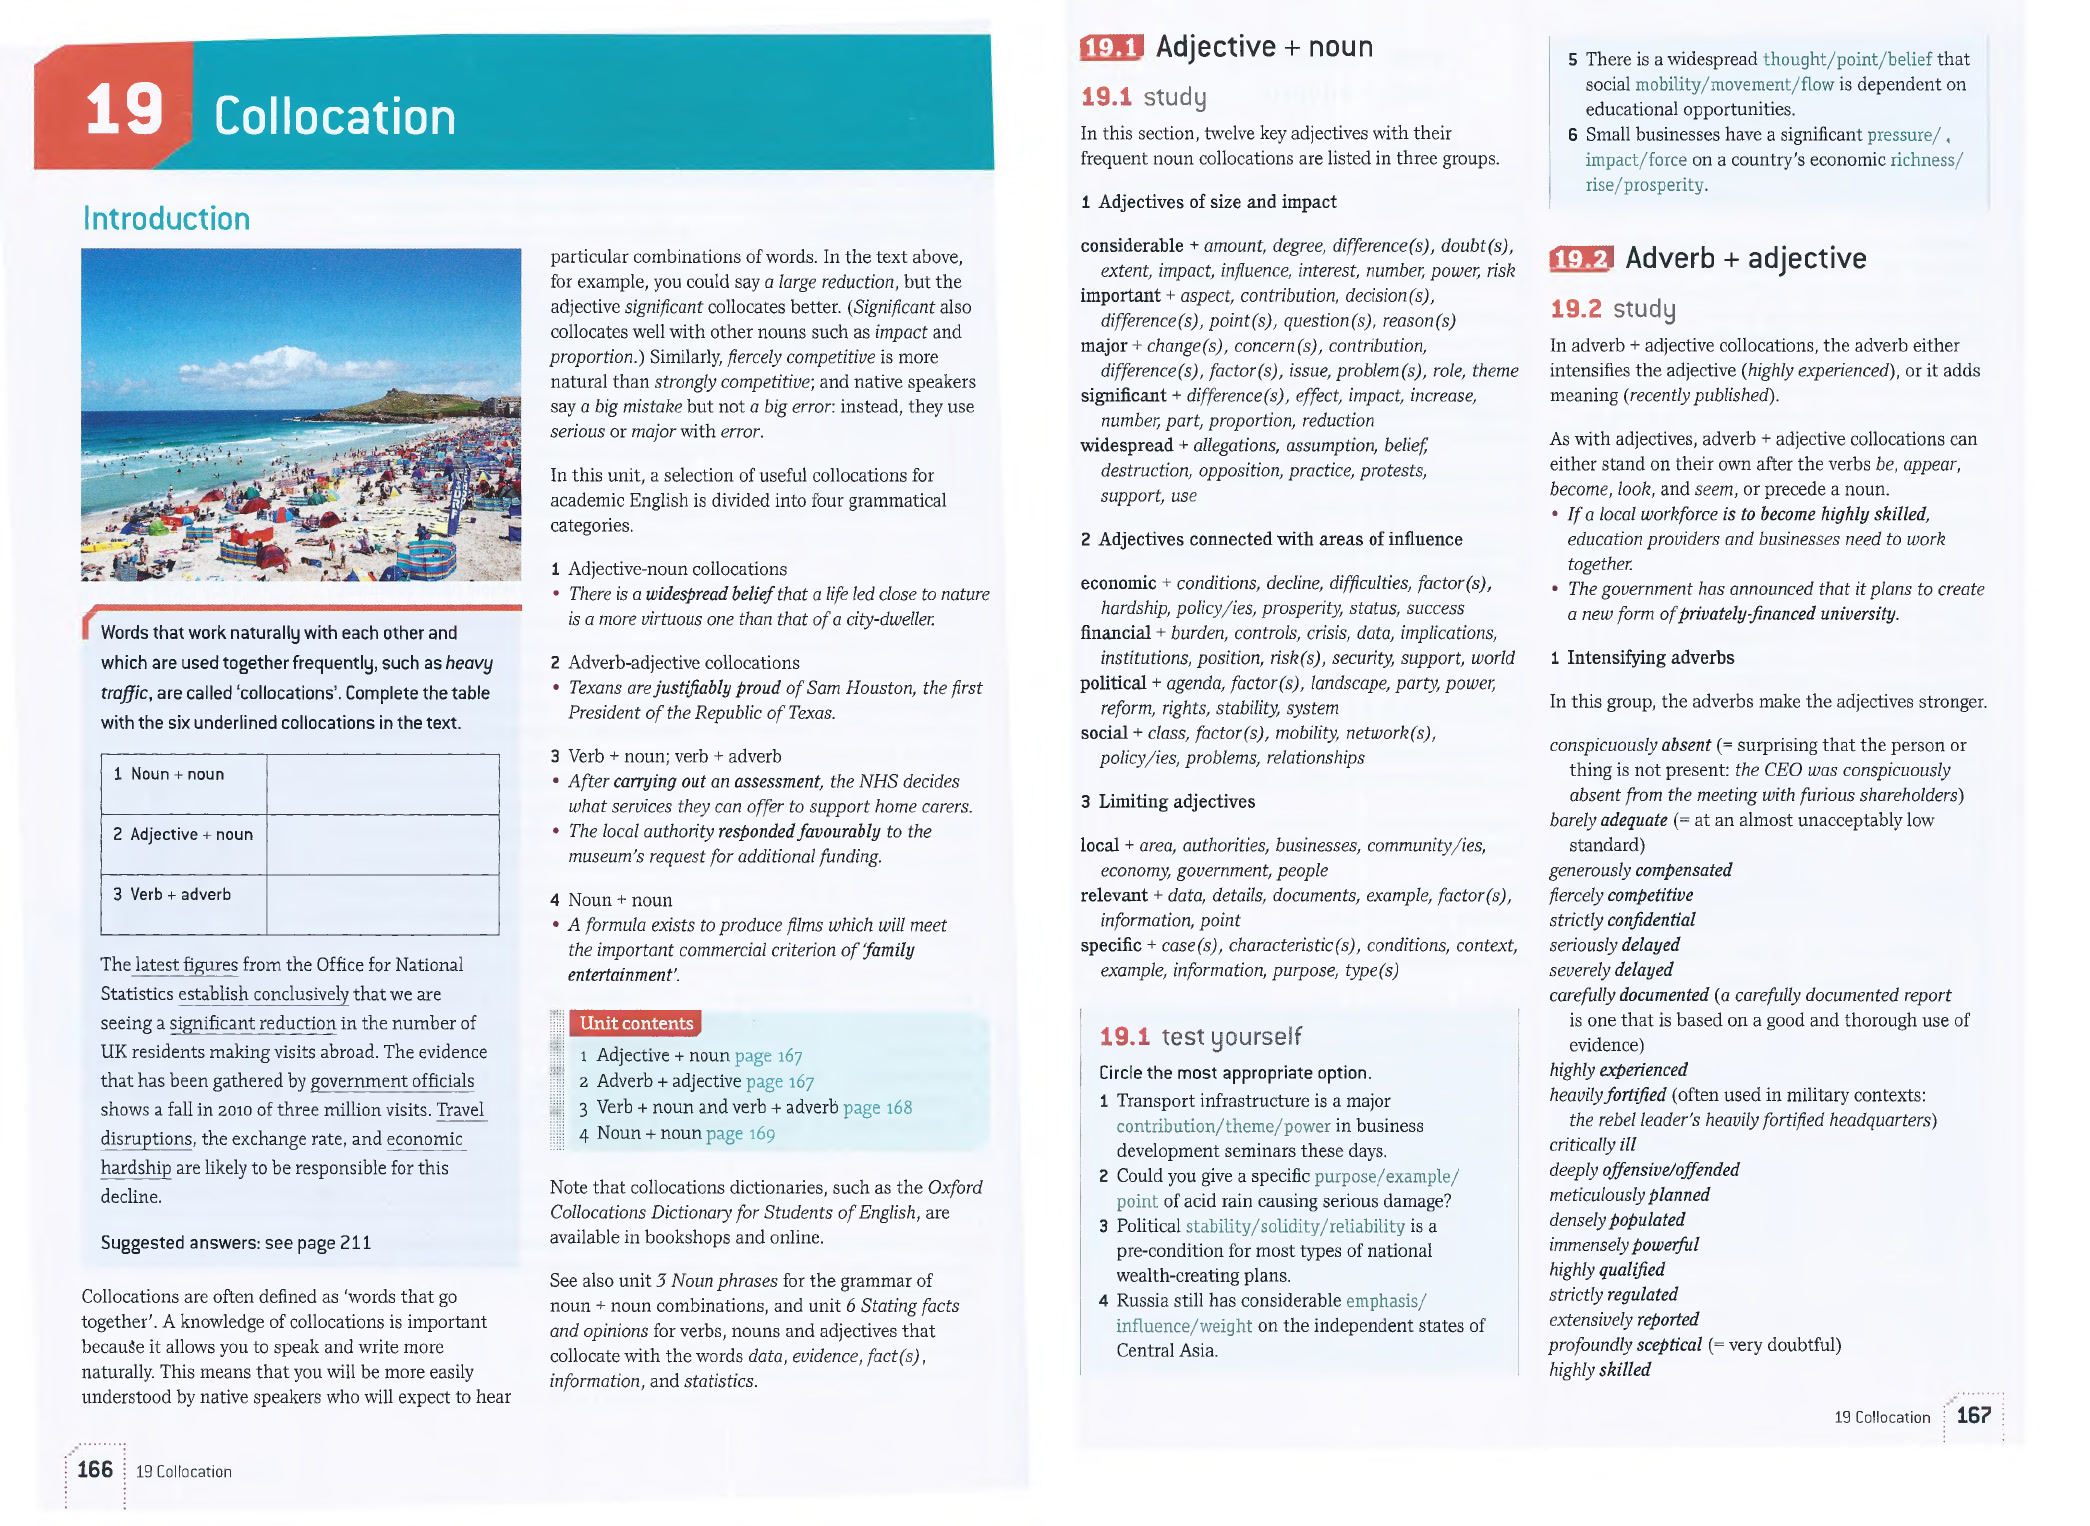 19 Collocation
Introduction
Words that work naturally with each other and
which are used together frequently, such as heavy
traffic, are called ‘collocations’. Complete the table
with the six underlined collocations in the text.
1 Noun + noun
2 Adjective + noun
3 Verb + adverb
The latest figures from the Office for National
Statistics establish conclusively that we are
seeing a significant reduction in the number of
UK residents making visits abroad. The evidence
that has been gathered by government officials
shows a fall in 2010 of three million visits. Travel
disruptions, the exchange rate, and economic
hardship are likely to be responsible for this
decline.
Suggested answers: see page 211
Collocations are often defined as ‘words that go
together’. A knowledge of collocations is important
because it allows you to speak and write more
naturally. This means that you will be more easily
understood by native speakers who will expect to hear
particular combinations of words. In the text above,
for example, you could say a large reduction, but the
adjective significant collocates better. (Significant also
collocates well with other nouns such as impact and
proportion.) Similarly, fiercely competitive is more
natural than strongly competitive; and native speakers
say a big mistake but not a big error: instead, they use
serious or major with error.
In this unit, a selection of useful collocations for
academic English is divided into four grammatical
categories.
1 Adjective-noun collocations
• There is a widespread belief that a life led close to nature
is a more virtuous one than that of a city-dweller.
2 Adverb-adjective collocations
• Texans are justifiably proud of Sam Houston, the first
President of the Republic of Texas.
3 Verb + noun; verb + adverb
• After carrying out an assessment, the NHS decides
what services they can offer to support home carers.
• The local authority responded favourably to the
museum’s request for additional funding.
4 Noun + noun
• A formula exists to produce films which will meet
the important commercial criterion of ‘family
entertainment’.
Unit contents
1 Adjective + noun page 167
2 Adverb + adjective page 167
3 Verb + noun and verb + adverb page 168
4 Noun + noun page 169
Note that collocations dictionaries, such as the Oxford
Collocations Dictionary for Students of English, are
available in bookshops and online.
See also unit 3 Noun phrases for the grammar of
noun + noun combinations, and unit 6 Stating facts
and opinions for verbs, nouns and adjectives that
collocate with the words data, evidence, fact(s),
information, and statistics.
166 19 Collocation
19.1 Adjective + noun
19.1 study
In this section, twelve key adjectives with their
frequent noun collocations are listed in three groups.
1 Adjectives of size and impact
considerable + amount, degree, difference(s), doubt(s),
extent, impact, influence, interest, number, power, risk
important + aspect, contribution, decision(s),
difference(s), point(s), question(s), reason(s)
major + change(s), concern(s), contribution,
difference(s), factor(s), issue, problem(s), role, theme
significant + difference(s), effect, impact, increase,
number, part, proportion, reduction
widespread + allegations, assumption, belief,
destruction, opposition, practice, protests,
support, use
2 Adjectives connected with areas of influence
economic + conditions, decline, difficulties, factor(s),
hardship, policy/ies, prosperity, status, success
financial + burden, controls, crisis, data, implications,
institutions, position, risk(s), security, support, world
political + agenda, factor(s), landscape, party, power,
reform, rights, stability, system
social + class, factor(s), mobility, network(s),
policy/ies, problems, relationships
3 Limiting adjectives
local + area, authorities, businesses, community/ies,
economy, government, people
relevant + data, details, documents, example, factor(s),
information, point
specific + case(s), characteristic(s), conditions, context,
example, information, purpose, type(s)
19.1 test yourself
Circle the most appropriate option.
1 Transport infrastructure is a major
contribution/theme/power in business
development seminars these days.
2 Could you give a specific purpose/example/
point of acid rain causing serious damage?
3 Political stability/solidity/reliability is a
pre-condition for most types of national
wealth-creating plans.
4 Russia still has considerable emphasis/
influence/weight on the independent states of
Central Asia.
5 There is a widespread thought/point/belief that
social mobility/movement/flow is dependent on
educational opportunities.
6 Small businesses have a significant pressure/
impact/force on a country’s economic richness/
rise/prosperity.
19.2 Adverb + adjective
19.2 study
In adverb + adjective collocations, the adverb either
intensifies the adjective (highly experienced), or it adds
meaning (recently published).
As with adjectives, adverb + adjective collocations can
either stand on their own after the verbs be, appear,
become, look, and seem, or precede a noun.
• If a local workforce is to become highly skilled,
education providers and businesses need to work
together.
• The government has announced that it plans to create
a new form of privately-financed university.
1 Intensifying adverbs
In this group, the adverbs make the adjectives stronger.
conspicuously absent (= surprising that the person or
thing is not present: the CEO was conspicuously
absent from the meeting with furious shareholders)
barely adequate (= at an almost unacceptably low
standard)
generously compensated
fiercely competitive
strictly confidential
seriously delayed
severely delayed
carefully documented (a carefully documented report
is one that is based on a good and thorough use of
evidence)
highly experienced
heavily fortified (often used in military contexts:
the rebel leader’s heavily fortified headquarters)
critically ill
deeply offensive/offended
meticulously planned
densely populated
immensely powerful
highly qualified
strictly regulated
extensively reported
profoundly sceptical (= very doubtful)
highly skilled
19 Collocation 167